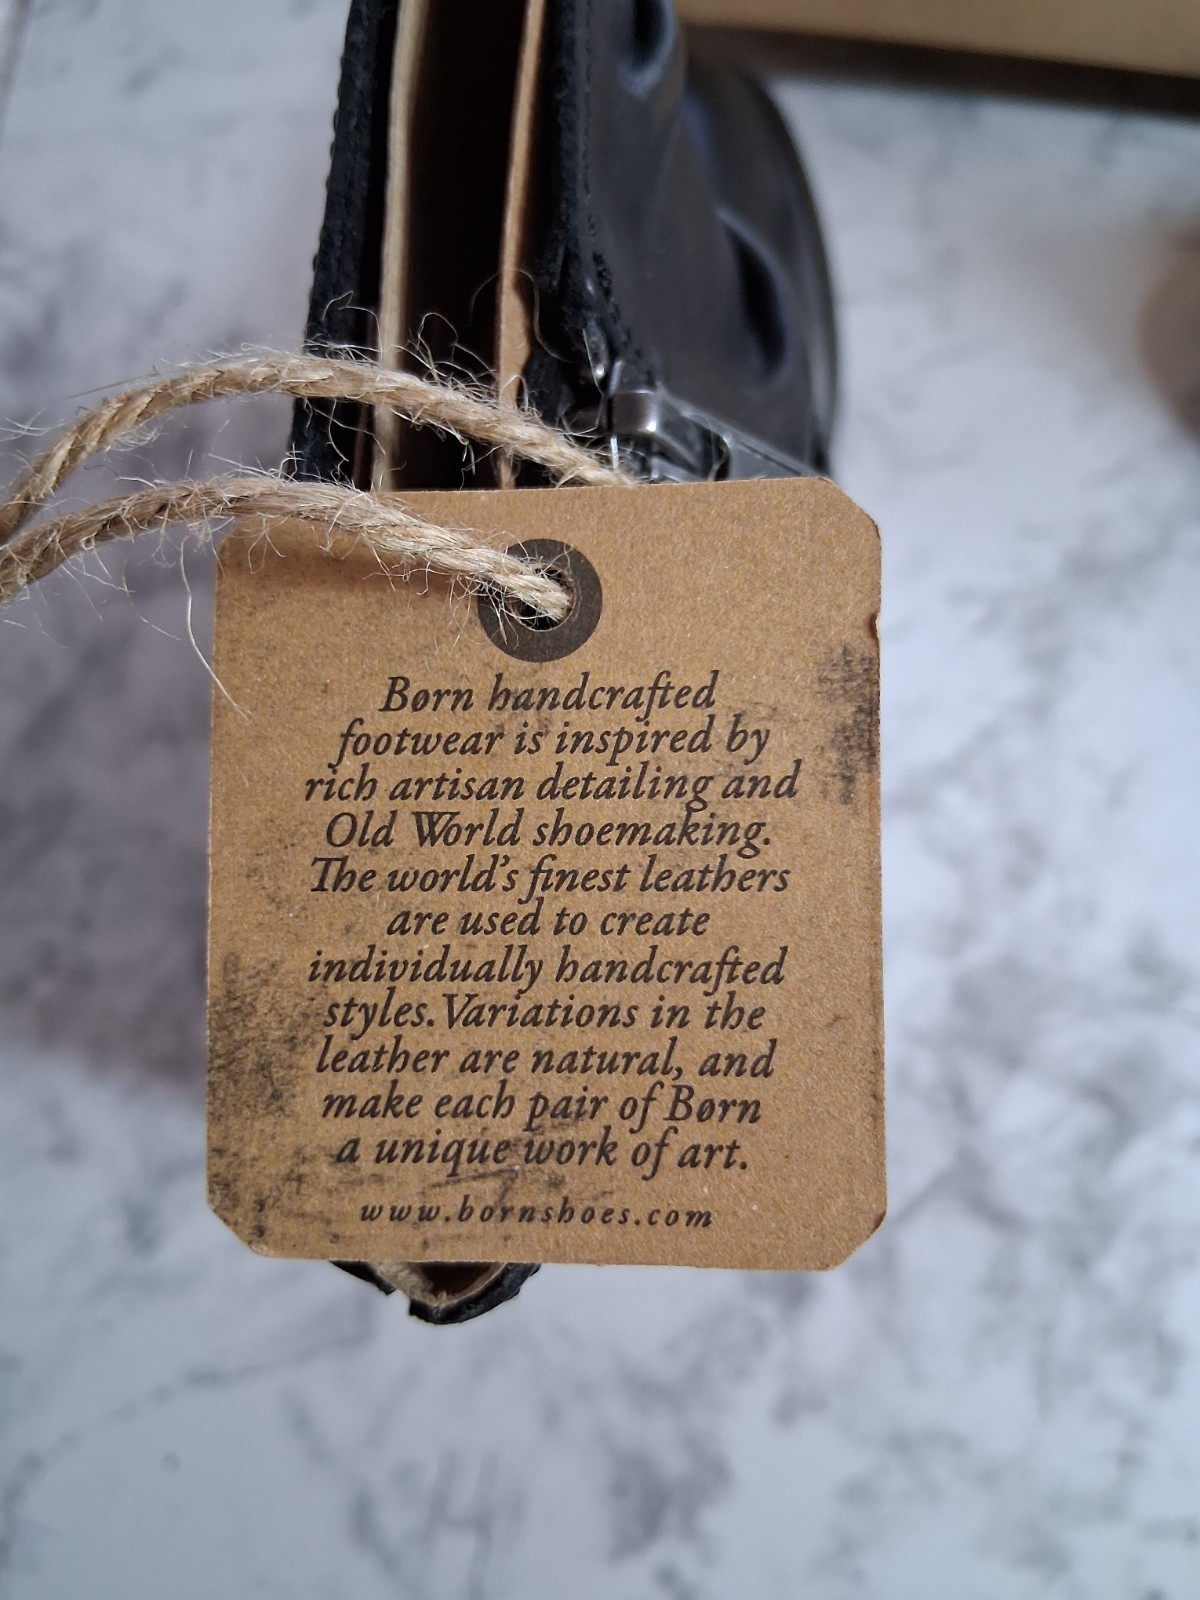 Børn handcrafted
footwear is inspired by
rich artisan detailing and
Old World shoemaking.
The world's finest leathers
are used to create
individually handcrafted
styles. Variations in the
leather are natural, and
make each pair of Børn
a unique work of art.
www.bornshoes.com